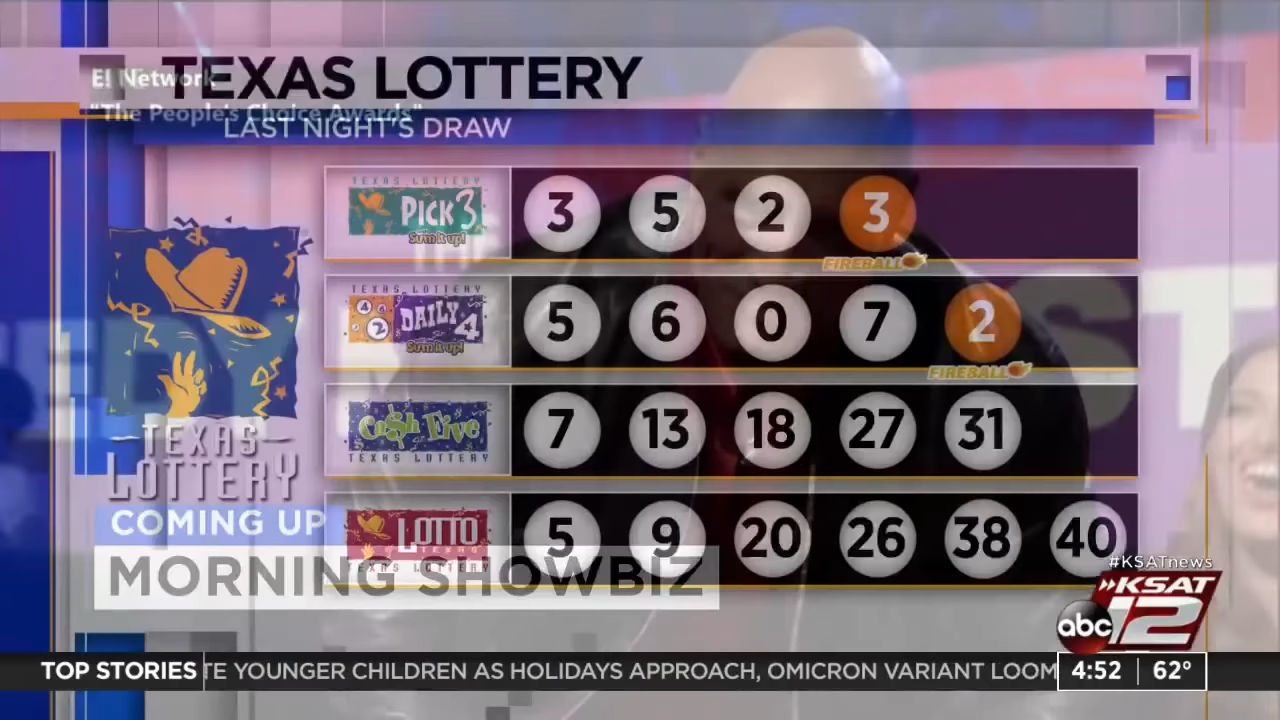 TEXAS LOTTERY
E! Network
"The People's Choice Awards"
LAST NIGHT'S DRAW
TEXAS LOTTERY
PICK 3
Sum it up!
3 5 2 3
FIREBALL
TEXAS LOTTERY
DAILY 4
Sum it up!
5 6 0 7 2
FIREBALL
Ca$h Five
TEXAS LOTTERY
7 13 18 27 31
TEXAS
LOTTERY
LOTTO
TEXAS
TEXAS LOTTERY
5 9 20 26 38 40
COMING UP
MORNING SHOWBIZ
#KSATnews
KSAT
abc 12
TOP STORIES TE YOUNGER CHILDREN AS HOLIDAYS APPROACH, OMICRON VARIANT LOOM 4:52 62°